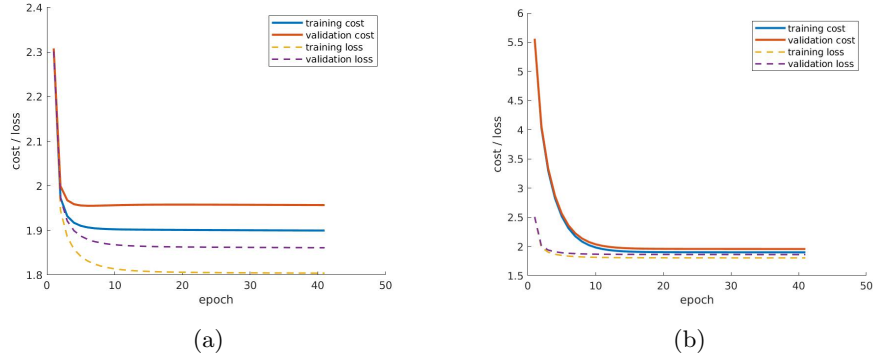 2.4
2.3
2.2
2.1
2
1.9
1.8
0 10 20 30 40 50
cost / loss
epoch
training cost
validation cost
training loss
validation loss
(a)
6
5.5
5
4.5
4
3.5
3
2.5
2
1.5
0 10 20 30 40 50
cost / loss
epoch
training cost
validation cost
training loss
validation loss
(b)